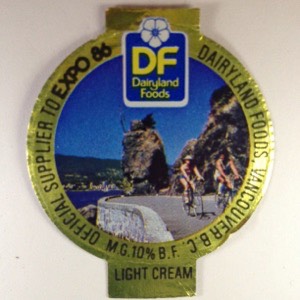 DF
Dairyland
Foods
OFFICIAL SUPPLIER TO EXPO 86
DAIRYLAND FOODS VANCOUVER B.C.
M.G. 10% B.F.
LIGHT CREAM